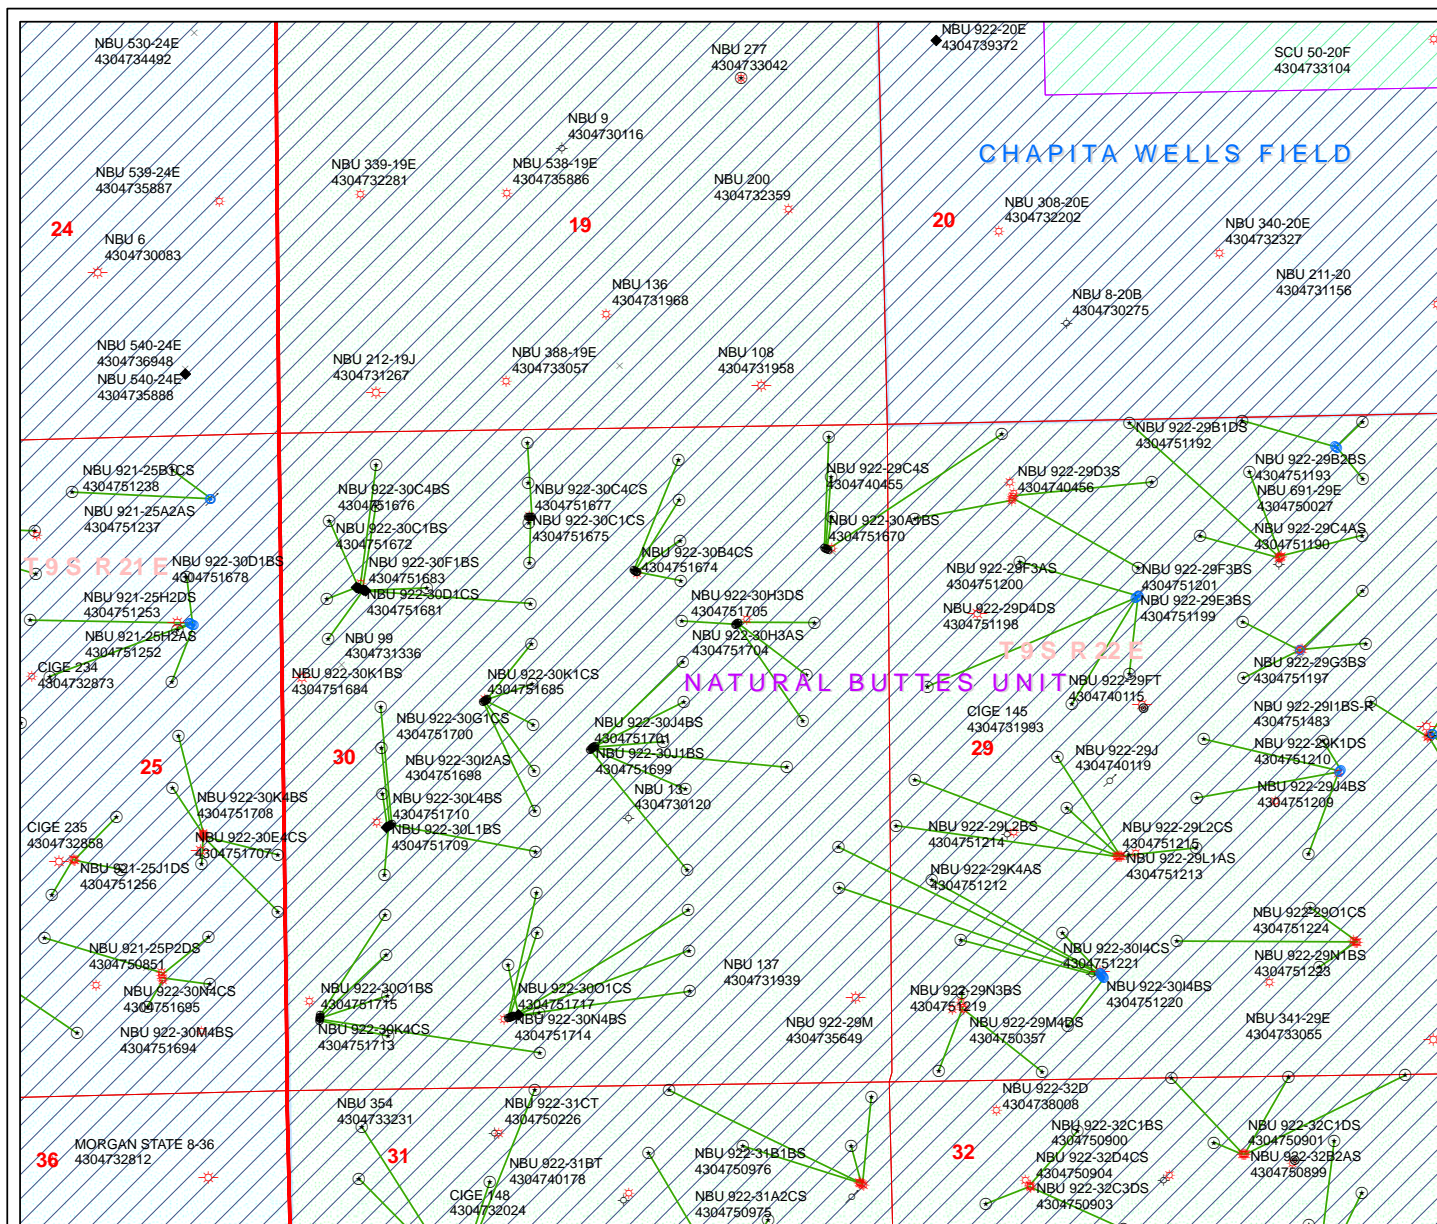 NBU 530-24E
4304734492
NBU 277
4304733042
NBU 922-20E
4304739372
SCU 50-20F
4304733104
NBU 9
4304730116
CHAPITA WELLS FIELD
NBU 539-24E
4304735887
NBU 339-19E
4304732281
NBU 538-19E
4304735886
NBU 200
4304732359
NBU 308-20E
4304732202
24
19
20
NBU 340-20E
4304732327
NBU 6
4304730083
NBU 136
4304731968
NBU 211-20
4304731156
NBU 8-20B
4304730275
NBU 540-24E
4304736948
NBU 540-24E
4304735888
NBU 212-19J
4304731267
NBU 388-19E
4304733057
NBU 108
4304731958
NBU 922-29B1DS
4304751192
NBU 921-25B1CS
4304751238
NBU 921-25A2AS
4304751237
NBU 922-30C4BS
4304751676
NBU 922-30C1BS
4304751672
NBU 922-30C4CS
4304751677
NBU 922-30C1CS
4304751675
NBU 922-29C4S
4304740455
NBU 922-30A1BS
4304751670
NBU 922-29D3S
4304740456
NBU 922-29B2BS
4304751193
NBU 691-29E
4304750027
NBU 922-29C4AS
4304751190
T 9 S R 21 E
NBU 922-30D1BS
4304751678
NBU 922-30F1BS
4304751683
NBU 922-30D1CS
4304751681
NBU 922-30B4CS
4304751674
NBU 922-29F3AS
4304751200
NBU 922-29F3BS
4304751201
NBU 922-29E3BS
4304751199
NBU 921-25H2DS
4304751253
NBU 921-25H2AS
4304751252
NBU 922-30H3DS
4304751705
NBU 922-30H3AS
4304751704
NBU 922-29D4DS
4304751198
NBU 99
4304731336
T 9 S R 22 E
CIGE 234
4304732873
NBU 922-30K1BS
4304751684
NBU 922-30K1CS
4304751685
NATURAL BUTTES UNIT
NBU 922-29FT
4304740115
NBU 922-29G3BS
4304751197
NBU 922-30G1CS
4304751700
NBU 922-30J4BS
4304751701
NBU 922-30J1BS
4304751699
CIGE 145
4304731993
NBU 922-29I1BS-R
4304751483
NBU 922-29K1DS
4304751210
25
30
29
NBU 922-30I2AS
4304751698
NBU 922-29J
4304740119
NBU 922-29J4BS
4304751209
NBU 922-30K4BS
4304751708
NBU 922-30L4BS
4304751710
NBU 13
4304730120
CIGE 235
4304732858
NBU 922-30E4CS
4304751707
NBU 922-30L1BS
4304751709
NBU 922-29L2BS
4304751214
NBU 922-29L2CS
4304751215
NBU 922-29L1AS
4304751213
NBU 921-25J1DS
4304751256
NBU 922-29K4AS
4304751212
NBU 922-29O1CS
4304751224
NBU 921-25P2DS
4304750851
NBU 922-30I4CS
4304751221
NBU 922-29N1BS
4304751223
NBU 922-30N4CS
4304751695
NBU 922-30O1BS
4304751715
NBU 922-30O1CS
4304751717
NBU 137
4304731939
NBU 922-29N3BS
4304751219
NBU 922-30I4BS
4304751220
NBU 922-30M4BS
4304751694
NBU 922-30K4CS
4304751713
NBU 922-30N4BS
4304751714
NBU 922-29M
4304735649
NBU 922-29M4DS
4304750357
NBU 341-29E
4304733055
NBU 354
4304733231
NBU 922-31CT
4304750226
NBU 922-32D
4304738008
MORGAN STATE 8-36
4304732812
36
31
32
NBU 922-31BT
4304740178
NBU 922-31B1BS
4304750976
NBU 922-32C1BS
4304750900
NBU 922-32C1DS
4304750901
NBU 922-32D4CS
4304750904
NBU 922-32B2AS
4304750899
CIGE 148
4304732024
NBU 922-31A2CS
4304750975
NBU 922-32C3DS
4304750903